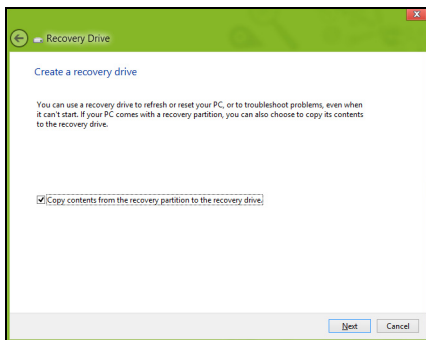 Recovery Drive
Create a recovery drive
You can use a recovery drive to refresh or reset your PC, or to troubleshoot problems, even when
it can't start. If your PC comes with a recovery partition, you can also choose to copy its contents
to the recovery drive.
Copy contents from the recovery partition to the recovery drive.
Next Cancel